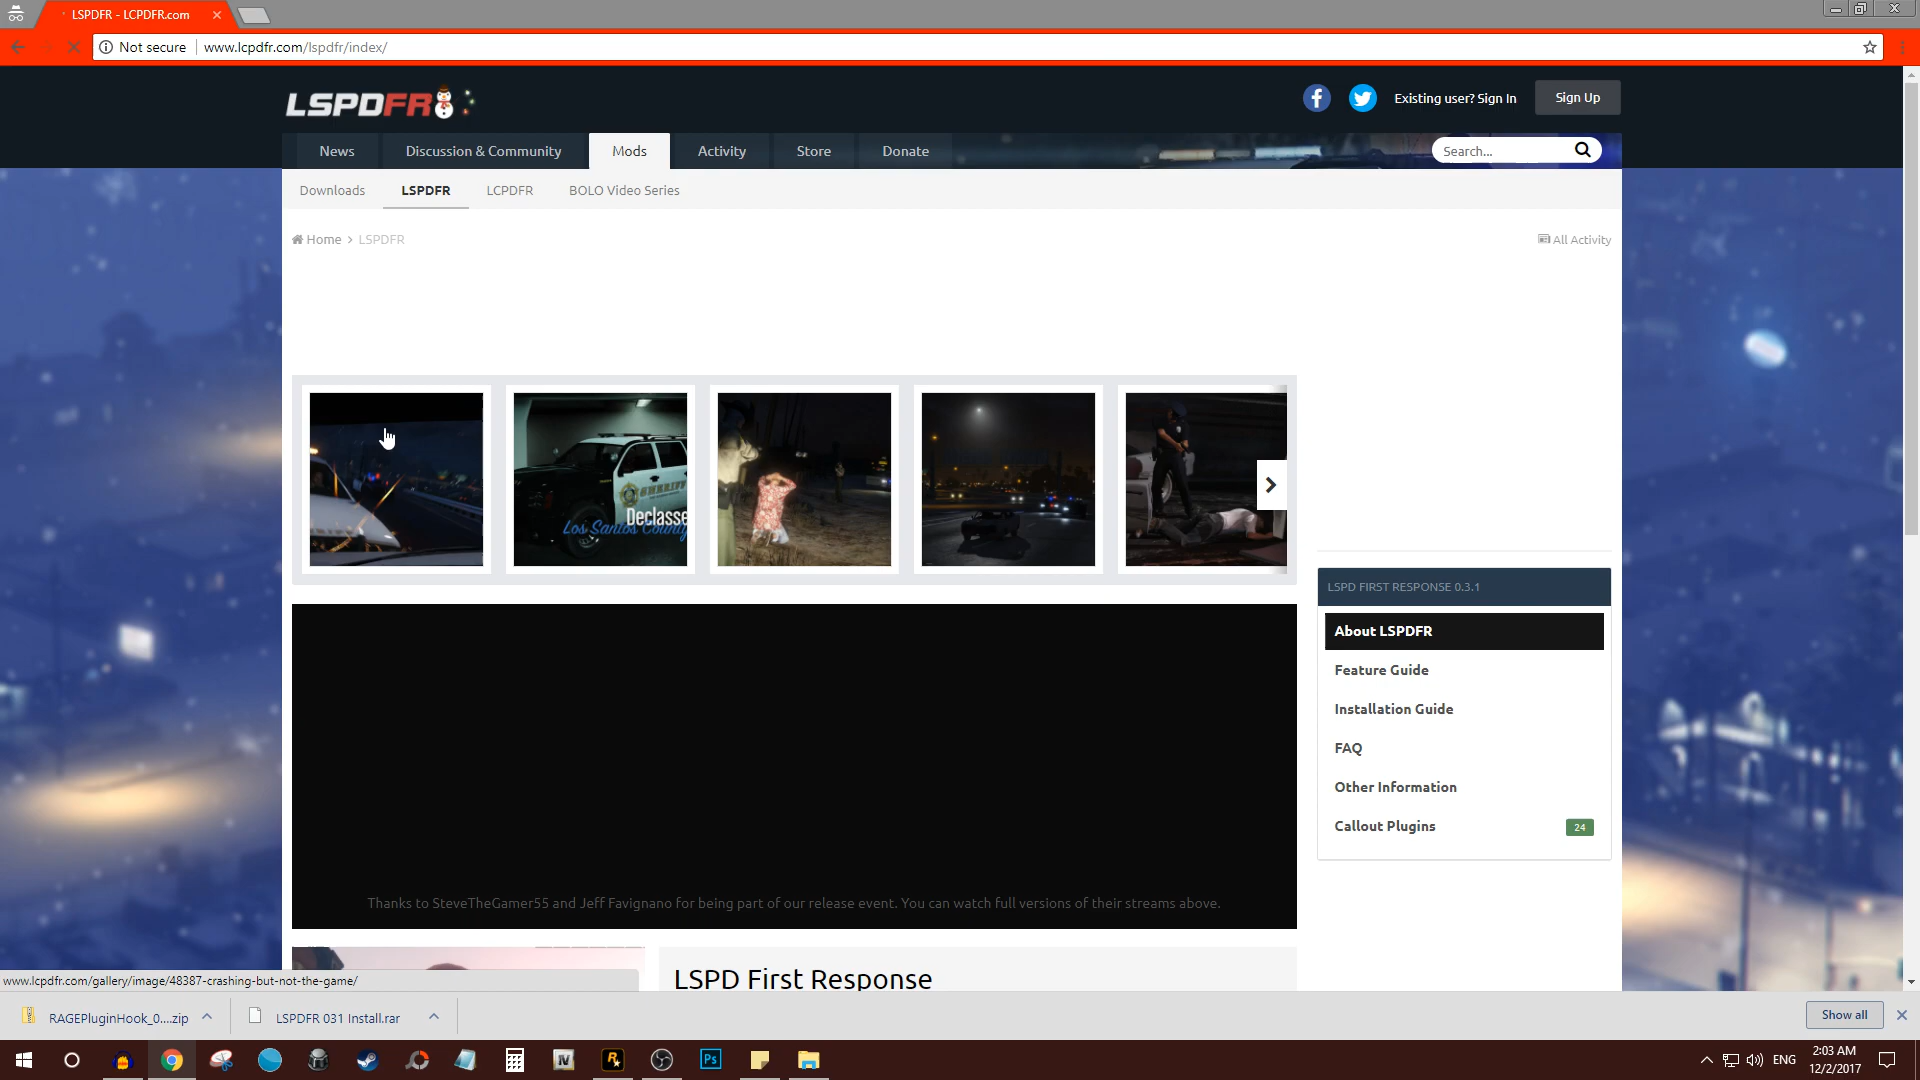 LSPDFR - LCPDFR.com
Not secure www.lcpdfr.com/lspdfr/index/
LSPDFR
Existing user? Sign In
Sign Up
News
Discussion & Community
Mods
Activity
Store
Donate
Search...
Downloads
LSPDFR
LCPDFR
BOLO Video Series
Home
LSPDFR
All Activity
SHERIFF
Declasse
Los Santos County
LSPD FIRST RESPONSE 0.3.1
About LSPDFR
Feature Guide
Installation Guide
FAQ
Other Information
Callout Plugins 24
Thanks to SteveTheGamer55 and Jeff Favignano for being part of our release event. You can watch full versions of their streams above.
LSPD First Response
www.lcpdfr.com/gallery/image/48387-crashing-but-not-the-game/
RAGEPluginHook_0....zip
LSPDFR 031 Install.rar
Show all
IV
R
Ps
ENG
2:03 AM
12/2/2017